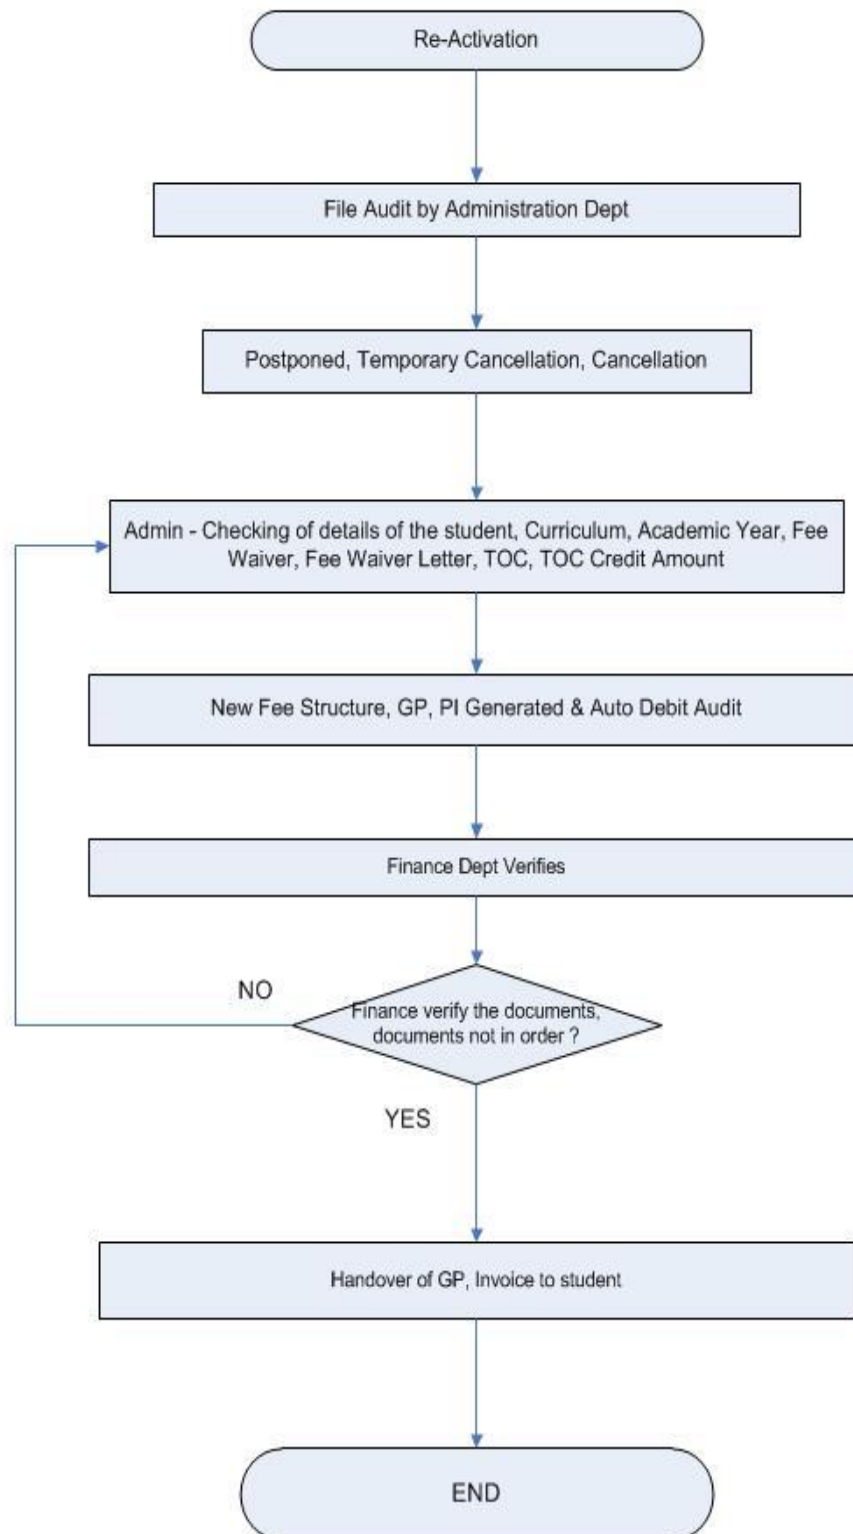 Re-Activation
File Audit by Administration Dept
Postponed, Temporary Cancellation, Cancellation
Admin - Checking of details of the student, Curriculum, Academic Year, Fee
Waiver, Fee Waiver Letter, TOC, TOC Credit Amount
New Fee Structure, GP, PI Generated & Auto Debit Audit
Finance Dept Verifies
NO
Finance verify the documents,
documents not in order ?
YES
Handover of GP, Invoice to student
END